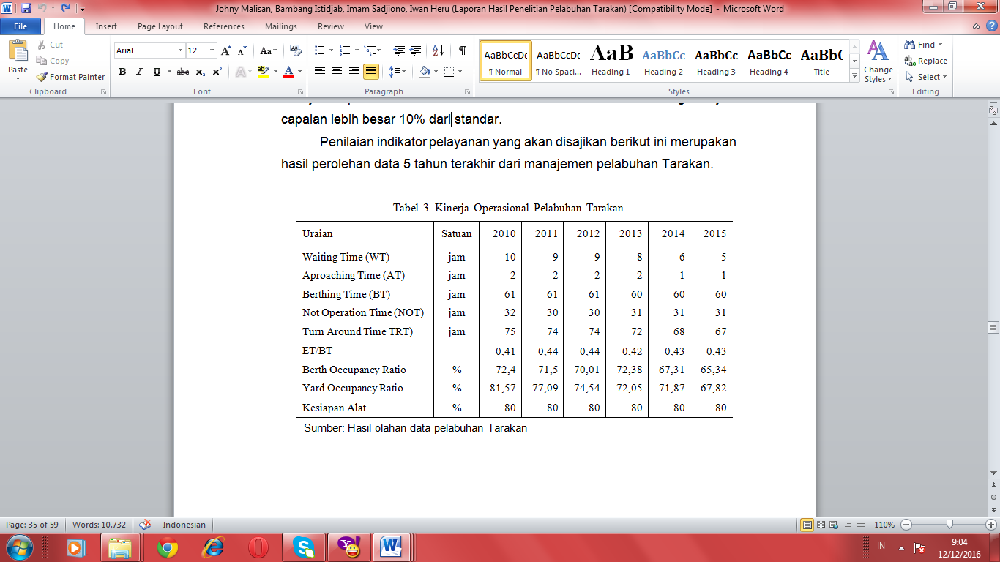 Johny Malisan, Bambang Istidjab, Imam Sadjiono, Iwan Heru (Laporan Hasil Penelitian Pelabuhan Tarakan) [Compatibility Mode] - Microsoft Word
File Home Insert Page Layout References Mailings Review View
Paste Cut Copy Format Painter
Arial 12
AaBbCcDc AaBbCcDc AaB AaBbCc AaBbCc AaBbCc AaBbC
¶ Normal ¶ No Spaci... Heading 1 Heading 2 Heading 3 Heading 4 Title
Change Styles
Find Replace Select
Clipboard Font Paragraph Styles Editing
capaian lebih besar 10% dari standar.
Penilaian indikator pelayanan yang akan disajikan berikut ini merupakan
hasil perolehan data 5 tahun terakhir dari manajemen pelabuhan Tarakan.
Tabel 3. Kinerja Operasional Pelabuhan Tarakan
Uraian Satuan 2010 2011 2012 2013 2014 2015
Waiting Time (WT) jam 10 9 9 8 6 5
Aproaching Time (AT) jam 2 2 2 2 1 1
Berthing Time (BT) jam 61 61 61 60 60 60
Not Operation Time (NOT) jam 32 30 30 31 31 31
Turn Around Time TRT) jam 75 74 74 72 68 67
ET/BT 0,41 0,44 0,44 0,42 0,43 0,43
Berth Occupancy Ratio % 72,4 71,5 70,01 72,38 67,31 65,34
Yard Occupancy Ratio % 81,57 77,09 74,54 72,05 71,87 67,82
Kesiapan Alat % 80 80 80 80 80 80
Sumber: Hasil olahan data pelabuhan Tarakan
Page: 35 of 59 Words: 10.732 Indonesian 110%
IN 9:04
12/12/2016